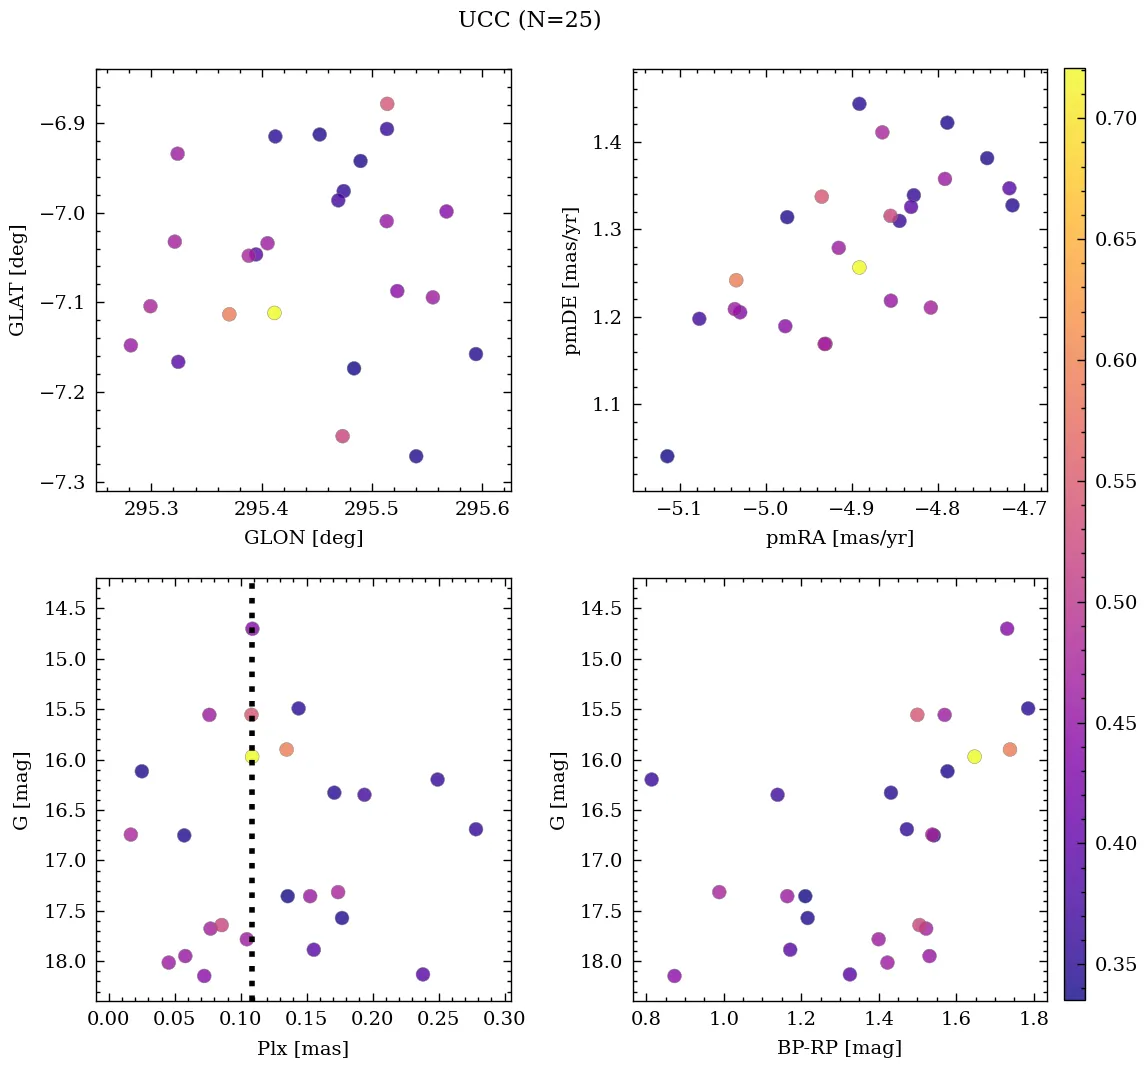 UCC (N=25)
−6.9
−7.0
−7.1
−7.2
−7.3
GLAT [deg]
295.3 295.4 295.5 295.6
GLON [deg]
1.4
1.3
1.2
1.1
pmDE [mas/yr]
−5.1 −5.0 −4.9 −4.8 −4.7
pmRA [mas/yr]
14.5
15.0
15.5
16.0
16.5
17.0
17.5
18.0
G [mag]
0.00 0.05 0.10 0.15 0.20 0.25 0.30
Plx [mas]
14.5
15.0
15.5
16.0
16.5
17.0
17.5
18.0
G [mag]
0.8 1.0 1.2 1.4 1.6 1.8
BP-RP [mag]
0.70
0.65
0.60
0.55
0.50
0.45
0.40
0.35